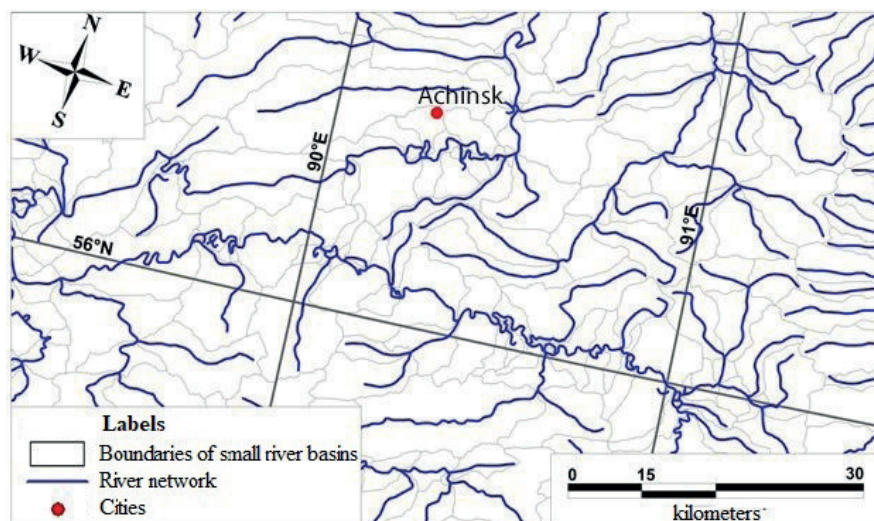 N
W
E
S
Achinsk
90°E
91°E
56°N
Labels
Boundaries of small river basins
River network
Cities
0 15 30
kilometers